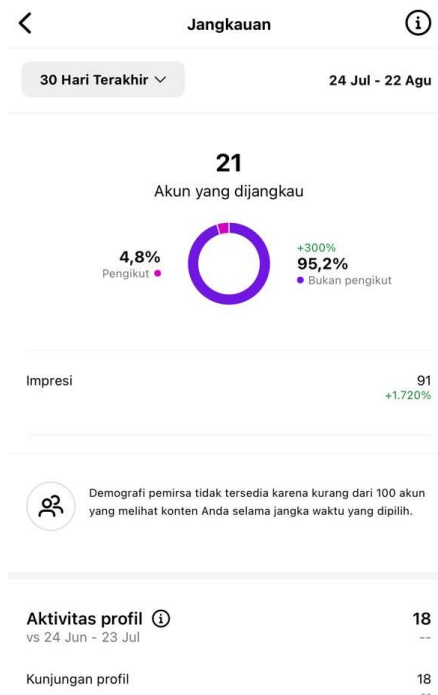 Jangkauan
30 Hari Terakhir
24 Jul - 22 Agu
21
Akun yang dijangkau
4,8%
Pengikut
+300%
95,2%
Bukan pengikut
Impresi
91
+1.720%
Demografi pemirsa tidak tersedia karena kurang dari 100 akun
yang melihat konten Anda selama jangka waktu yang dipilih.
Aktivitas profil
18
vs 24 Jun - 23 Jul
--
Kunjungan profil
18
--